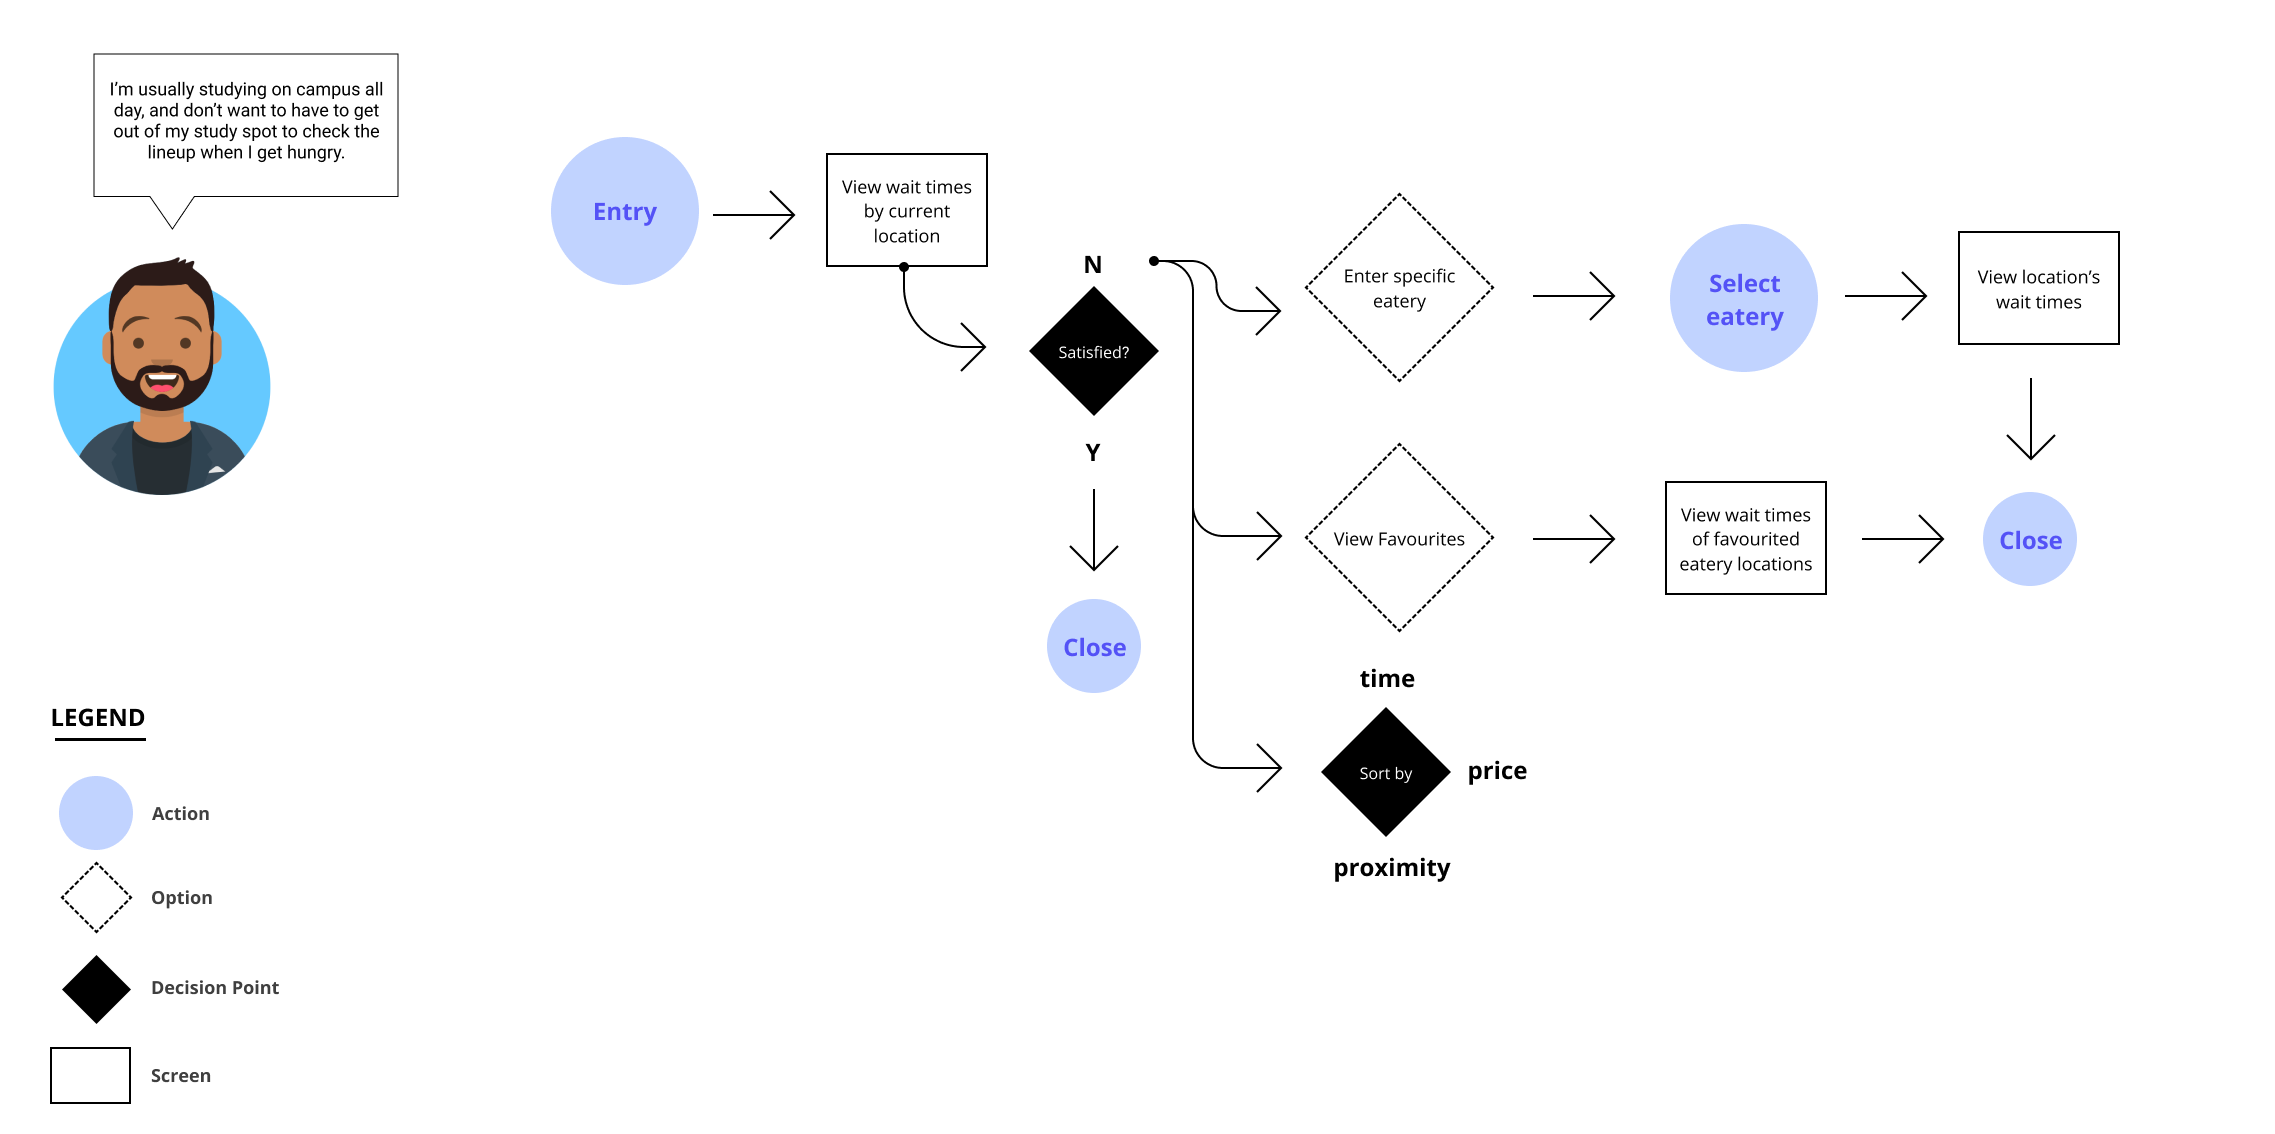 I’m usually studying on campus all
day, and don’t want to have to get
out of my study spot to check the
lineup when I get hungry.
Entry
View wait times
by current
location
N
Satisfied?
Y
Close
Enter specific
eatery
Select
eatery
View location’s
wait times
View Favourites
View wait times
of favourited
eatery locations
Close
time
Sort by
price
proximity
LEGEND
Action
Option
Decision Point
Screen